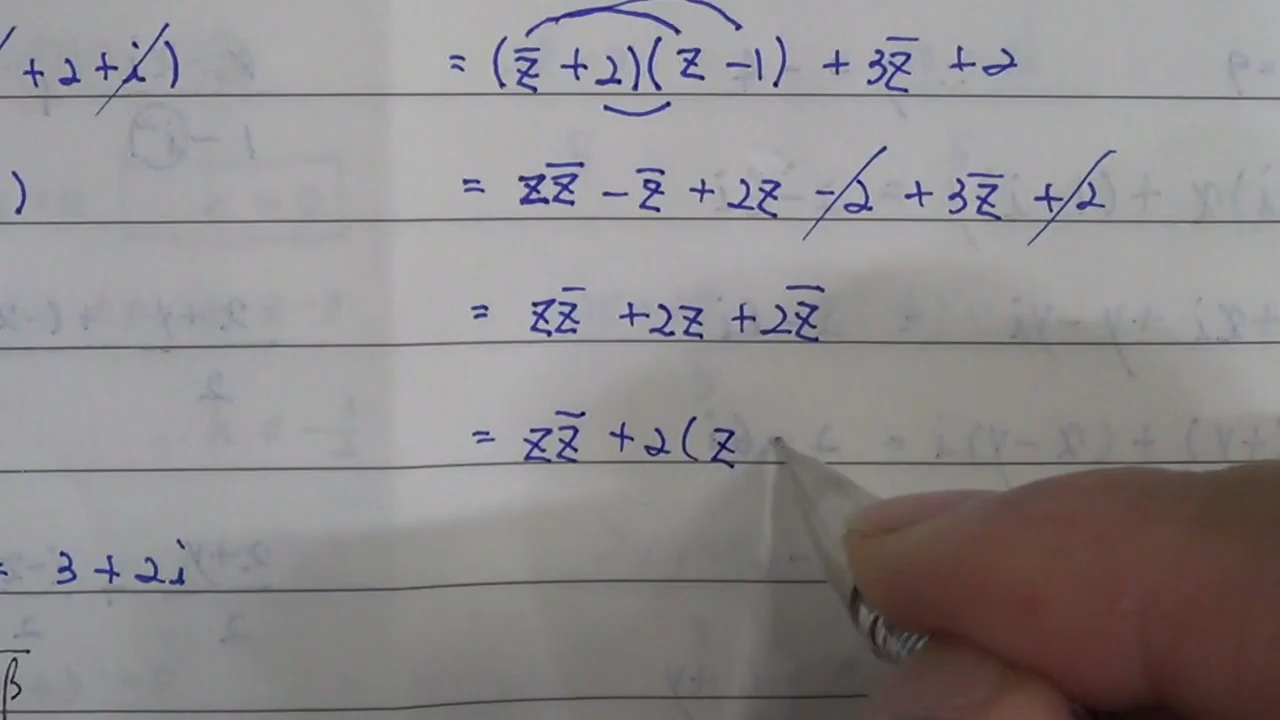 + 2 + i)
= (z̅ + 2)(z - 1) + 3z̅ + 2
)
= zz̅ - z̅ + 2z - 2 + 3z̅ + 2
= zz̅ + 2z + 2z̅
= zz̅ + 2(z
= 3 + 2i
β̅